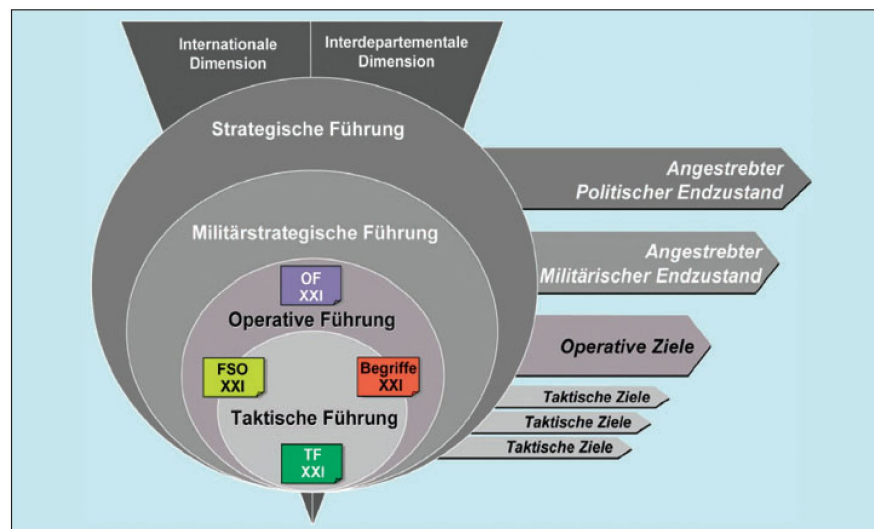 Internationale
Dimension
Interdepartementale
Dimension
Strategische Führung
Angestrebter
Politischer Endzustand
Militärstrategische Führung
Angestrebter
Militärischer Endzustand
OF
XXI
Operative Führung
Operative Ziele
FSO
XXI
Begriffe
XXI
Taktische Ziele
Taktische Führung
Taktische Ziele
Taktische Ziele
TF
XXI